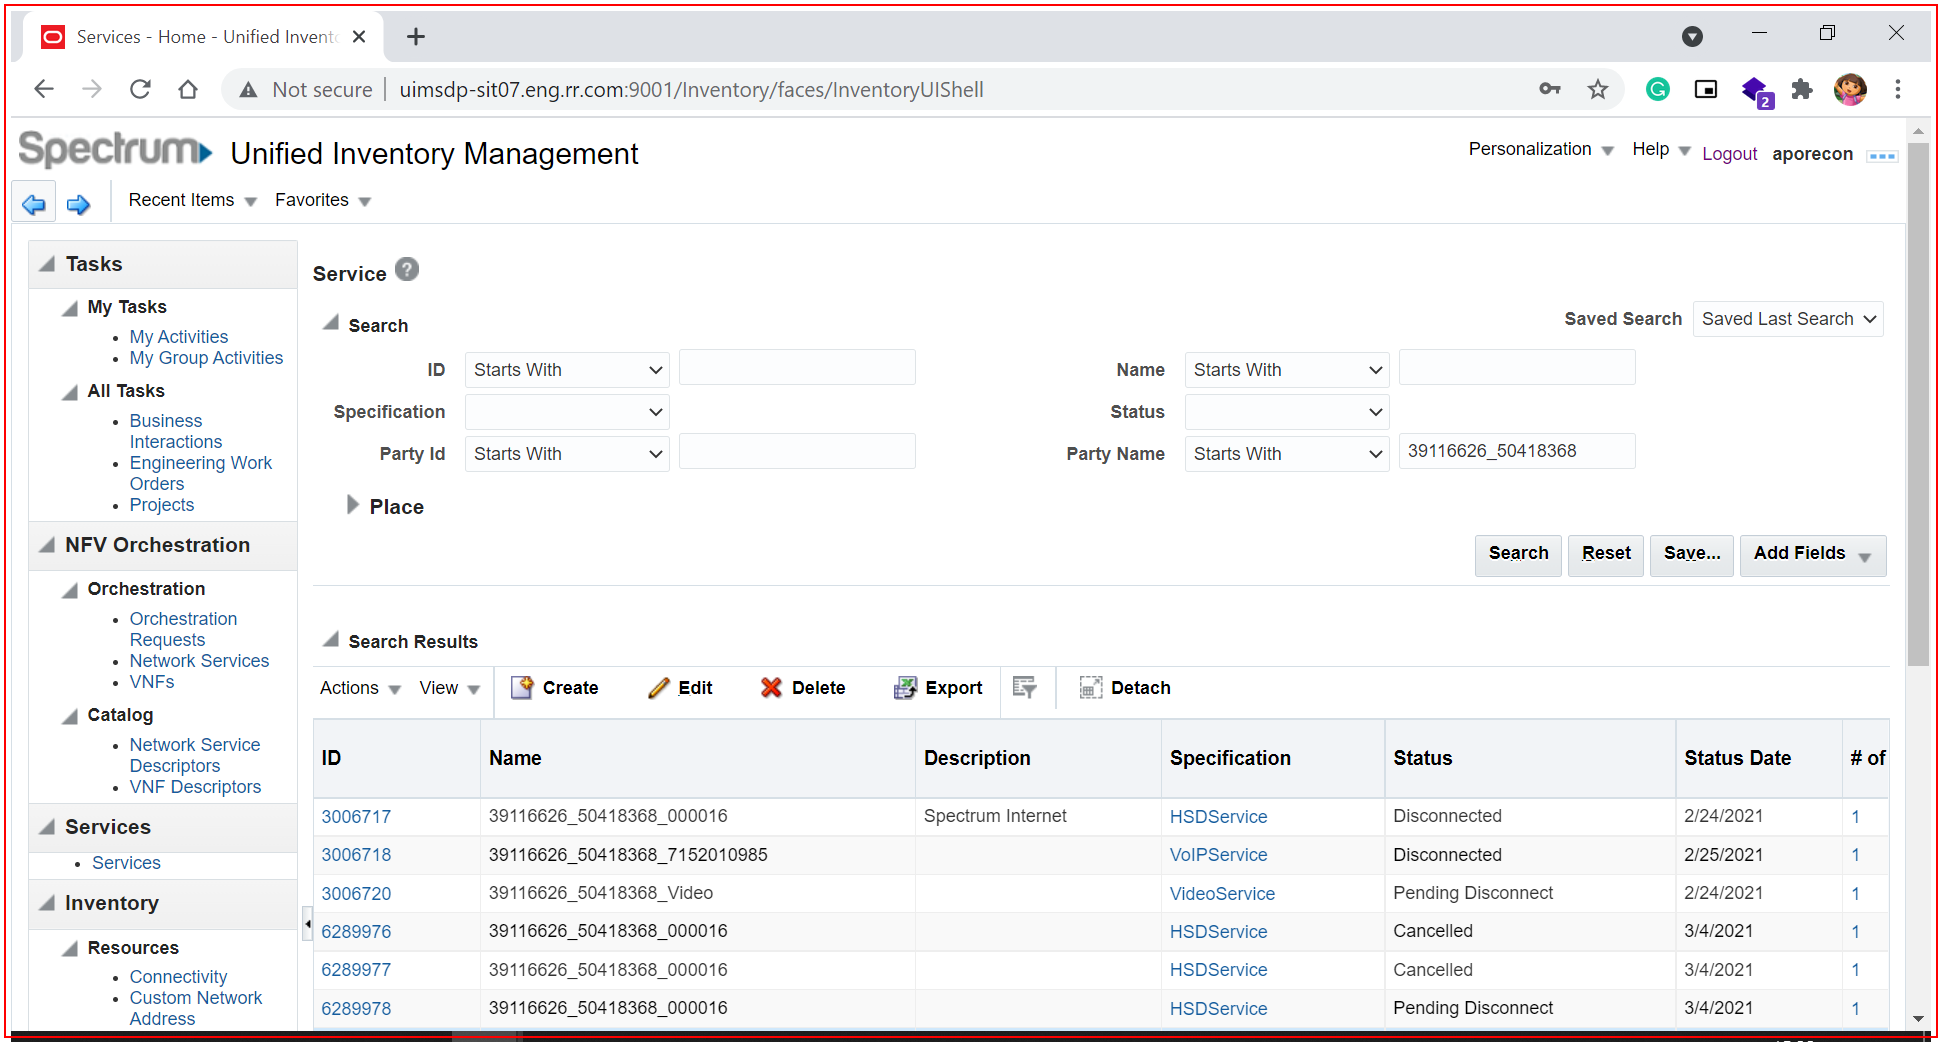 Services - Home - Unified Invent
Not secure | uimsdp-sit07.eng.rr.com:9001/Inventory/faces/InventoryUIShell
2
Spectrum Unified Inventory Management
Personalization Help Logout aporecon
Recent Items Favorites
Tasks
My Tasks
My Activities
My Group Activities
All Tasks
Business
Interactions
Engineering Work
Orders
Projects
NFV Orchestration
Orchestration
Orchestration
Requests
Network Services
VNFs
Catalog
Network Service
Descriptors
VNF Descriptors
Services
Services
Inventory
Resources
Connectivity
Custom Network
Address
Service ?
Search
Saved Search Saved Last Search
ID Starts With Name Starts With
Specification Status
Party Id Starts With Party Name Starts With 39116626_50418368
Place
Search Reset Save... Add Fields
Search Results
Actions View Create Edit Delete Export Detach
ID Name Description Specification Status Status Date # of
3006717 39116626_50418368_000016 Spectrum Internet HSDService Disconnected 2/24/2021 1
3006718 39116626_50418368_7152010985 VoIPService Disconnected 2/25/2021 1
3006720 39116626_50418368_Video VideoService Pending Disconnect 2/24/2021 1
6289976 39116626_50418368_000016 HSDService Cancelled 3/4/2021 1
6289977 39116626_50418368_000016 HSDService Cancelled 3/4/2021 1
6289978 39116626_50418368_000016 HSDService Pending Disconnect 3/4/2021 1